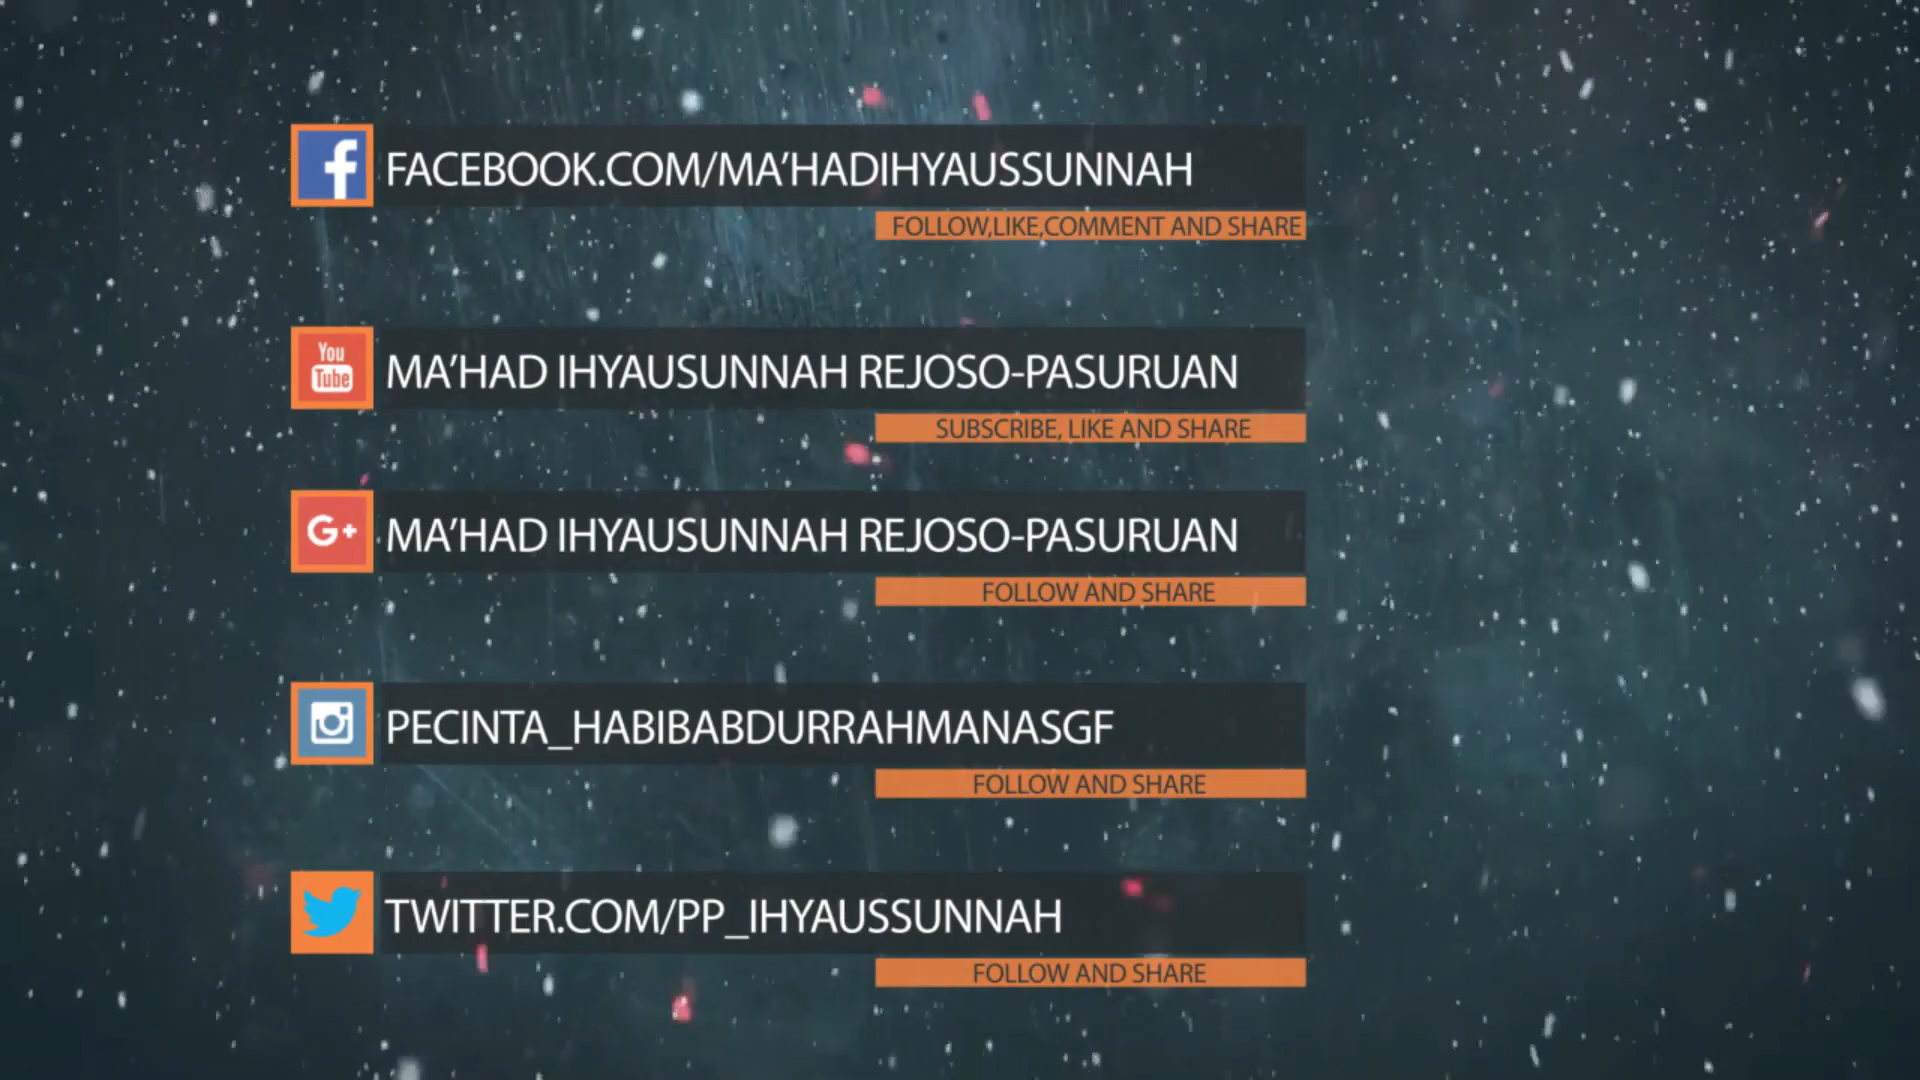 FACEBOOK.COM/MA'HADIHYAUSSUNNAH
FOLLOW,LIKE,COMMENT AND SHARE
You
Tube
MA'HAD IHYAUSUNNAH REJOSO-PASURUAN
SUBSCRIBE, LIKE AND SHARE
G+
MA'HAD IHYAUSUNNAH REJOSO-PASURUAN
FOLLOW AND SHARE
PECINTA_HABIBABDURRAHMANASGF
FOLLOW AND SHARE
TWITTER.COM/PP_IHYAUSSUNNAH
FOLLOW AND SHARE